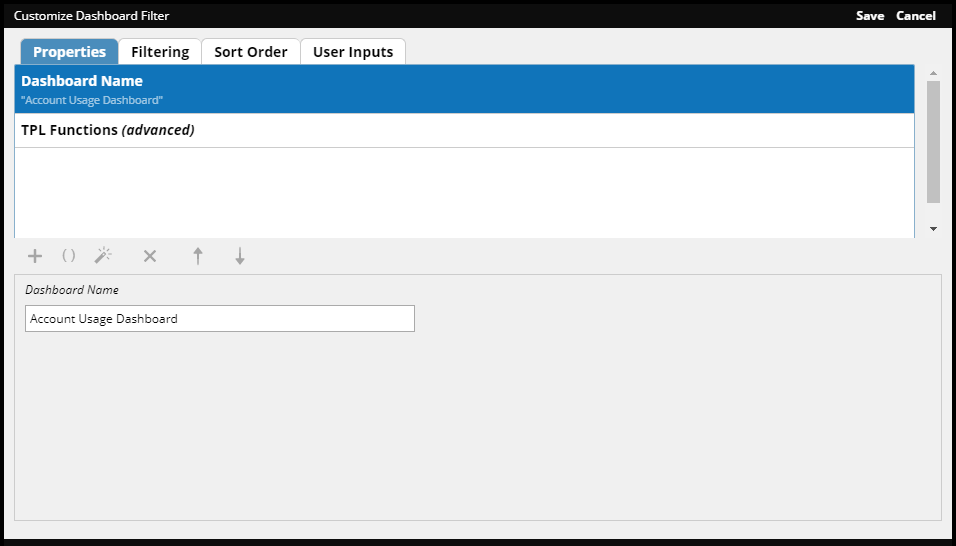 Customize Dashboard Filter Save Cancel
Properties Filtering Sort Order User Inputs
Dashboard Name
"Account Usage Dashboard"
TPL Functions (advanced)
Dashboard Name
Account Usage Dashboard